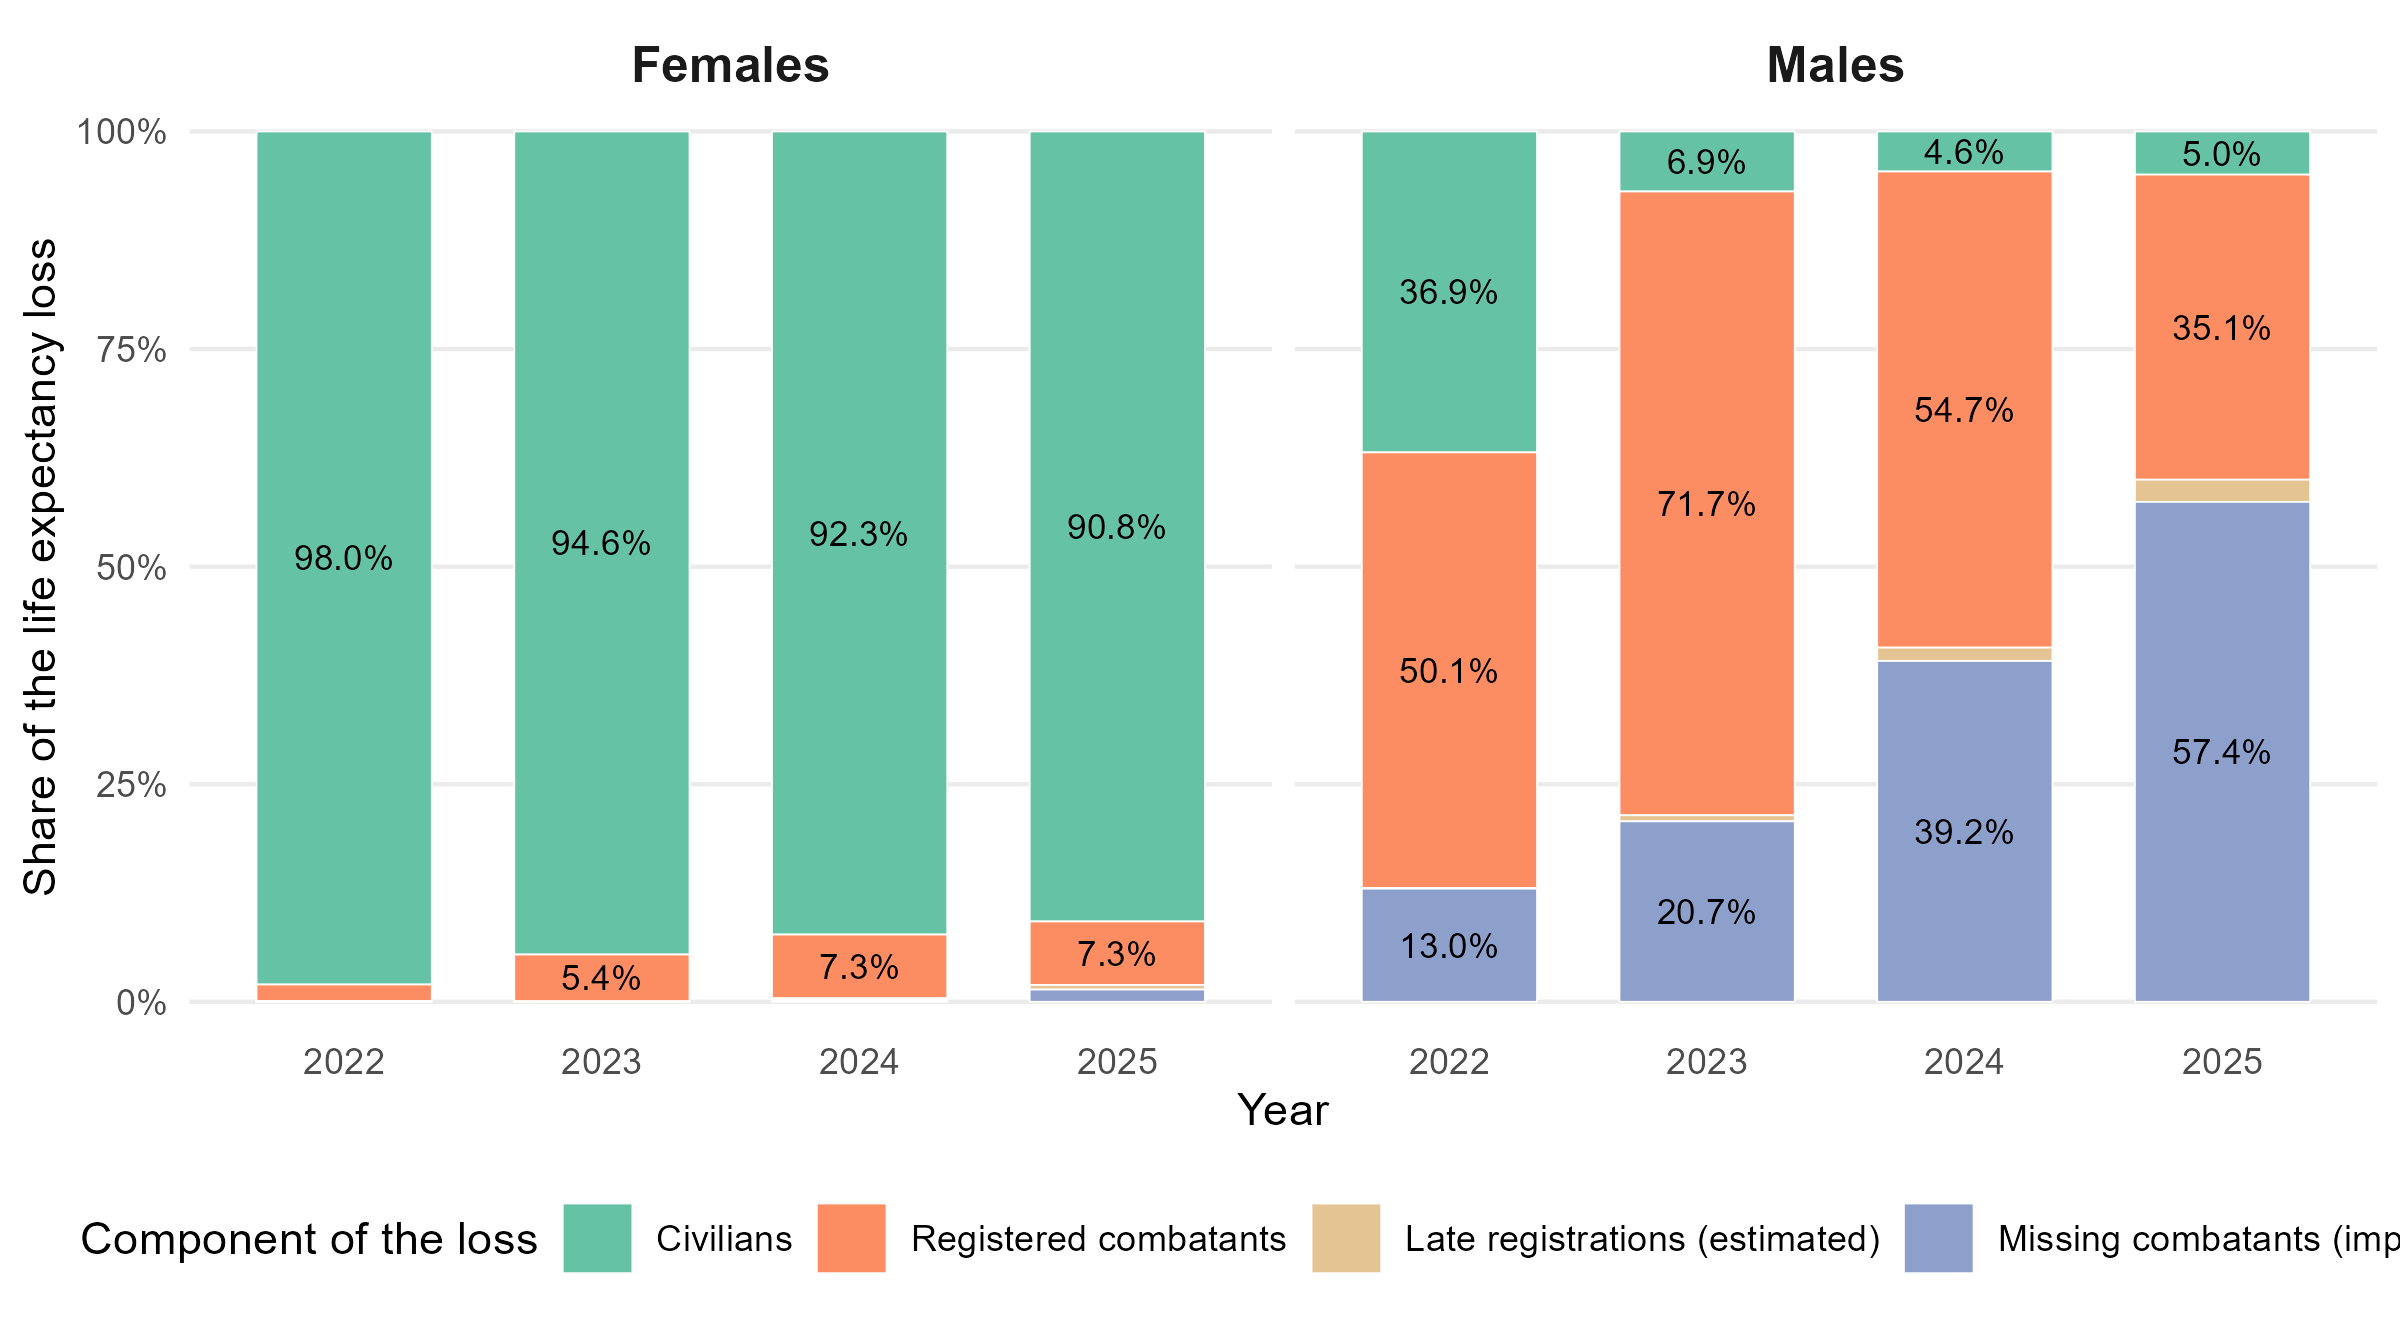 Females Males
100%
75%
50%
25%
0%
Share of the life expectancy loss
98.0% 94.6% 92.3% 90.8%
5.4% 7.3% 7.3%
36.9% 6.9% 4.6% 5.0%
50.1% 71.7% 54.7% 35.1%
13.0% 20.7% 39.2% 57.4%
2022 2023 2024 2025 2022 2023 2024 2025
Year
Component of the loss Civilians Registered combatants Late registrations (estimated) Missing combatants (imp